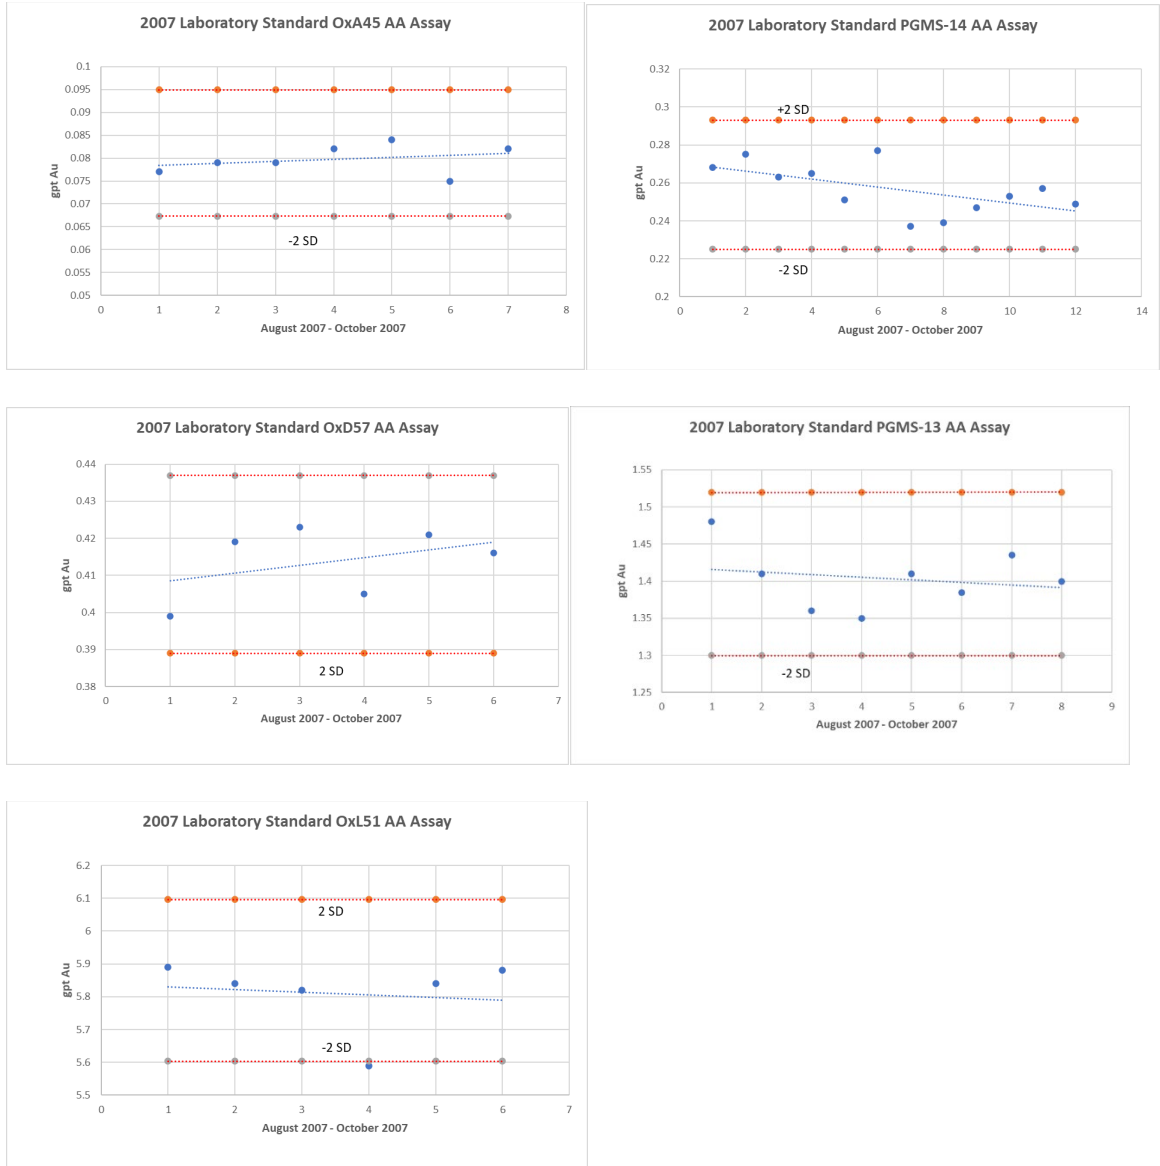 2007 Laboratory Standard OxA45 AA Assay
0.1
0.095
0.09
0.085
0.08
0.075
0.07
0.065
0.06
0.055
0.05
gpt Au
-2 SD
0 1 2 3 4 5 6 7 8
August 2007 - October 2007
2007 Laboratory Standard PGMS-14 AA Assay
0.32
0.3
0.28
0.26
0.24
0.22
0.2
gpt Au
+2 SD
-2 SD
0 2 4 6 8 10 12 14
August 2007 - October 2007
2007 Laboratory Standard OxD57 AA Assay
0.44
0.43
0.42
0.41
0.4
0.39
0.38
gpt Au
2 SD
0 1 2 3 4 5 6 7
August 2007 - October 2007
2007 Laboratory Standard PGMS-13 AA Assay
1.55
1.5
1.45
1.4
1.35
1.3
1.25
gpt Au
-2 SD
0 1 2 3 4 5 6 7 8 9
August 2007 - October 2007
2007 Laboratory Standard OxL51 AA Assay
6.2
6.1
6
5.9
5.8
5.7
5.6
5.5
gpt Au
2 SD
-2 SD
0 1 2 3 4 5 6 7
August 2007 - October 2007